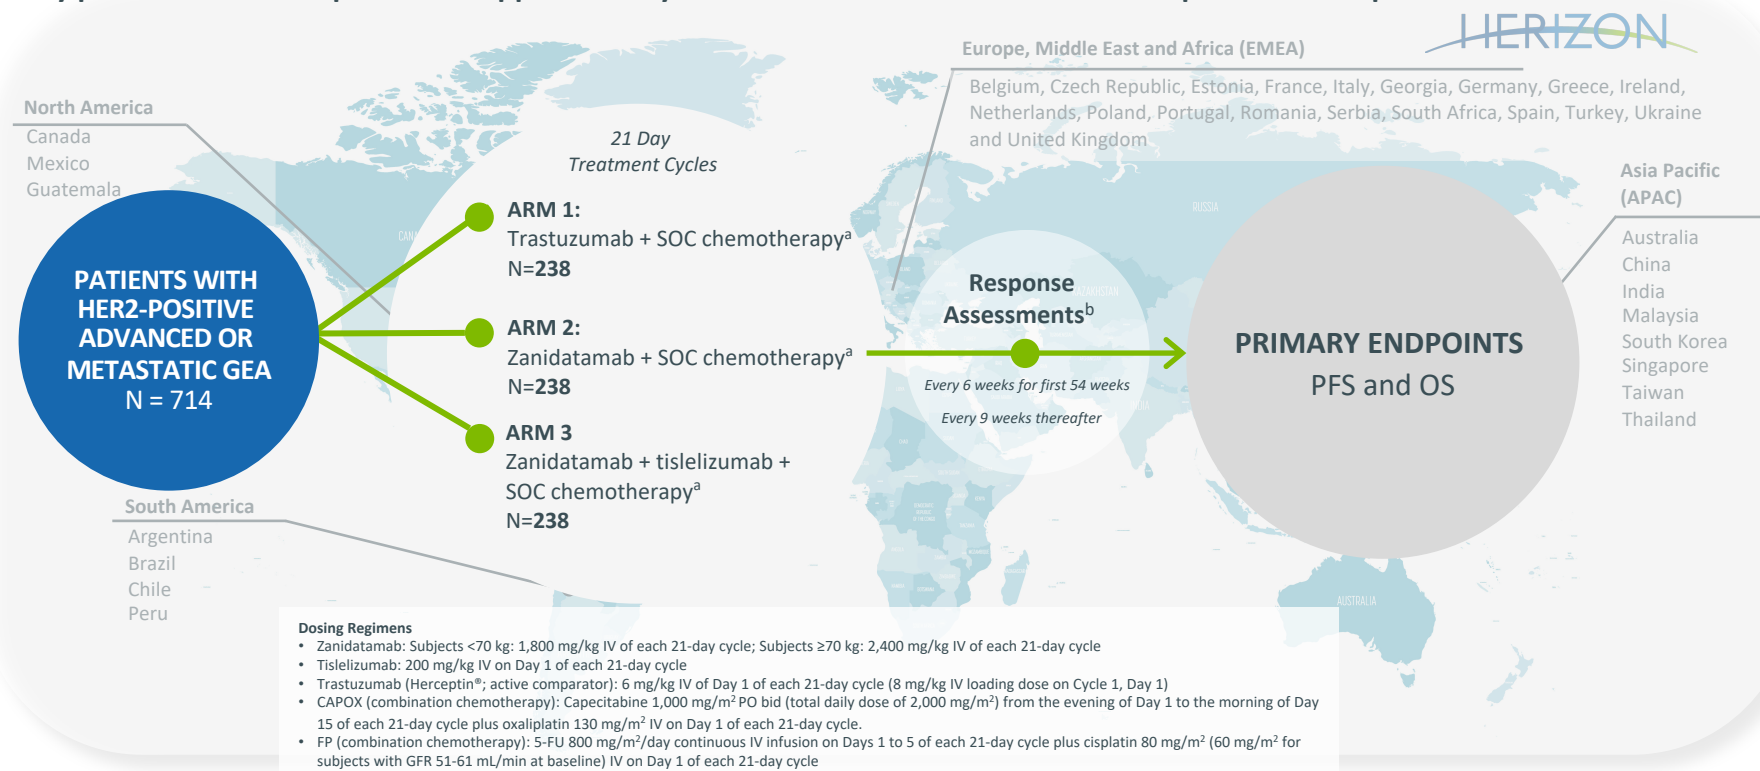 HERIZON
North America
Canada
Mexico
Guatemala
Europe, Middle East and Africa (EMEA)
Belgium, Czech Republic, Estonia, France, Italy, Georgia, Germany, Greece, Ireland,
Netherlands, Poland, Portugal, Romania, Serbia, South Africa, Spain, Turkey, Ukraine
and United Kingdom
Asia Pacific
(APAC)
Australia
China
India
Malaysia
South Korea
Singapore
Taiwan
Thailand
South America
Argentina
Brazil
Chile
Peru
PATIENTS WITH
HER2-POSITIVE
ADVANCED OR
METASTATIC GEA
N = 714
21 Day
Treatment Cycles
ARM 1:
Trastuzumab + SOC chemotherapyᵃ
N=238
ARM 2:
Zanidatamab + SOC chemotherapyᵃ
N=238
ARM 3
Zanidatamab + tislelizumab +
SOC chemotherapyᵃ
N=238
Response
Assessmentsᵇ
Every 6 weeks for first 54 weeks
Every 9 weeks thereafter
PRIMARY ENDPOINTS
PFS and OS
RUSSIA
KAZAKHSTAN
AUSTRALIA
Dosing Regimens
• Zanidatamab: Subjects <70 kg: 1,800 mg/kg IV of each 21-day cycle; Subjects ≥70 kg: 2,400 mg/kg IV of each 21-day cycle
• Tislelizumab: 200 mg/kg IV on Day 1 of each 21-day cycle
• Trastuzumab (Herceptin®; active comparator): 6 mg/kg IV of Day 1 of each 21-day cycle (8 mg/kg IV loading dose on Cycle 1, Day 1)
• CAPOX (combination chemotherapy): Capecitabine 1,000 mg/m² PO bid (total daily dose of 2,000 mg/m²) from the evening of Day 1 to the morning of Day
15 of each 21-day cycle plus oxaliplatin 130 mg/m² IV on Day 1 of each 21-day cycle.
• FP (combination chemotherapy): 5-FU 800 mg/m²/day continuous IV infusion on Days 1 to 5 of each 21-day cycle plus cisplatin 80 mg/m² (60 mg/m² for
subjects with GFR 51-61 mL/min at baseline) IV on Day 1 of each 21-day cycle